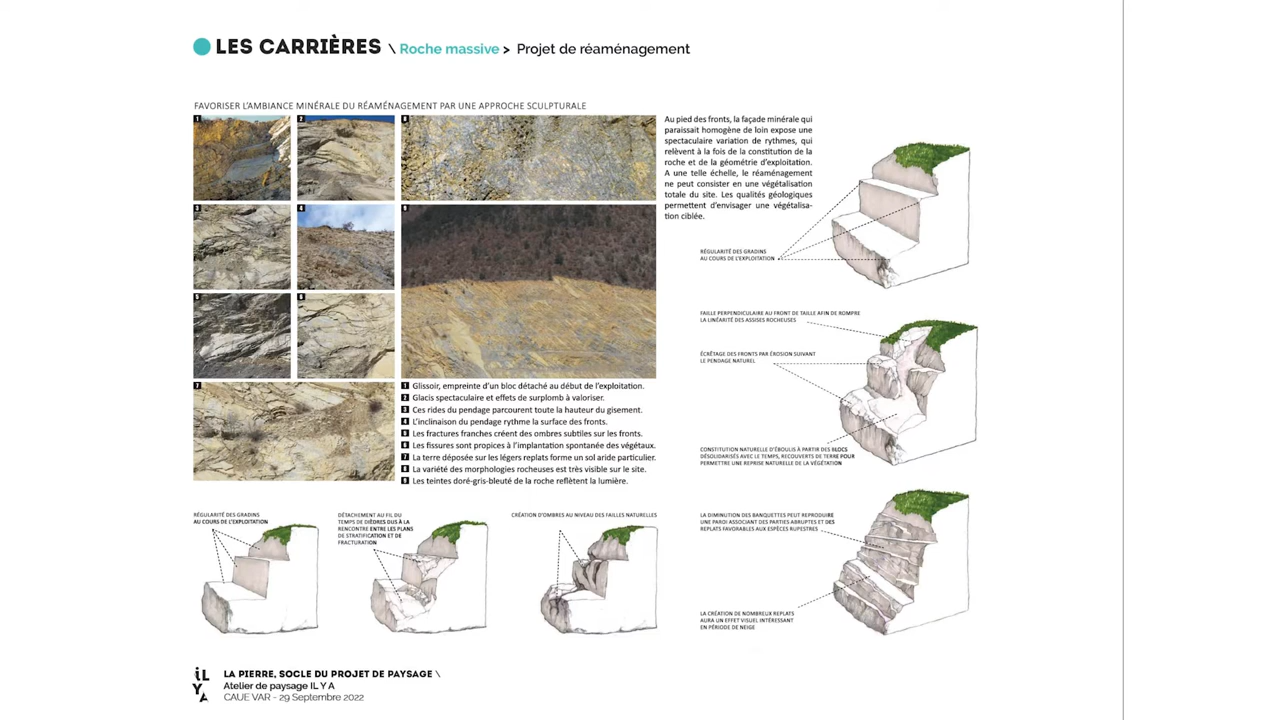 LES CARRIÈRES \ Roche massive > Projet de réaménagement
FAVORISER L'AMBIANCE MINÉRALE DU RÉAMÉNAGEMENT PAR UNE APPROCHE SCULPTURALE
1
2
8
3
4
9
5
6
7
Au pied des fronts, la façade minérale qui
paraissait homogène de loin expose une
spectaculaire variation de rythmes, qui
relèvent à la fois de la constitution de la
roche et de la géométrie d'exploitation.
A une telle échelle, le réaménagement
ne peut consister en une végétalisation
totale du site. Les qualités géologiques
permettent d'envisager une végétalisa-
tion ciblée.
1 Glissoir, empreinte d'un bloc détaché au début de l'exploitation.
2 Glacis spectaculaire et effets de surplomb à valoriser.
3 Ces rides du pendage parcourent toute la hauteur du gisement.
4 L'inclinaison du pendage rythme la surface des fronts.
5 Les fractures franches créent des ombres subtiles sur les fronts.
6 Les fissures sont propices à l'implantation spontanée des végétaux.
7 La terre déposée sur les légers replats forme un sol aride particulier.
8 La variété des morphologies rocheuses est très visible sur le site.
9 Les teintes doré-gris-bleuté de la roche reflètent la lumière.
RÉGULARITÉ DES GRADINS
AU COURS DE L'EXPLOITATION
FAILLE PERPENDICULAIRE AU FRONT DE TAILLE AFIN DE ROMPRE
LA LINÉARITÉ DES ASSISES ROCHEUSES
ÉCRÊTAGE DES FRONTS PAR ÉROSION SUIVANT
LE PENDAGE NATUREL
CONSTITUTION NATURELLE D'ÉBOULIS À PARTIR DES BLOCS
DÉSOLIDARISÉS AVEC LE TEMPS, RECOUVERTS DE TERRE POUR
PERMETTRE UNE REPRISE NATURELLE DE LA VÉGÉTATION
LA DIMINUTION DES BANQUETTES PEUT REPRODUIRE
UNE PAROI ASSOCIANT DES PARTIES ABRUPTES ET DES
REPLATS FAVORABLES AUX ESPÈCES RUPESTRES
LA CRÉATION DE NOMBREUX REPLATS
AURA UN EFFET VISUEL INTÉRESSANT
EN PÉRIODE DE NEIGE
RÉGULARITÉ DES GRADINS
AU COURS DE L'EXPLOITATION
DÉTACHEMENT AU FIL DU
TEMPS DE DIÈDRES DUS À LA
RENCONTRE ENTRE LES PLANS
DE STRATIFICATION ET DE
FRACTURATION
CRÉATION D'OMBRES AU NIVEAU DES FAILLES NATURELLES
iL
YA
LA PIERRE, SOCLE DU PROJET DE PAYSAGE \
Atelier de paysage IL Y A
CAUE VAR - 29 Septembre 2022